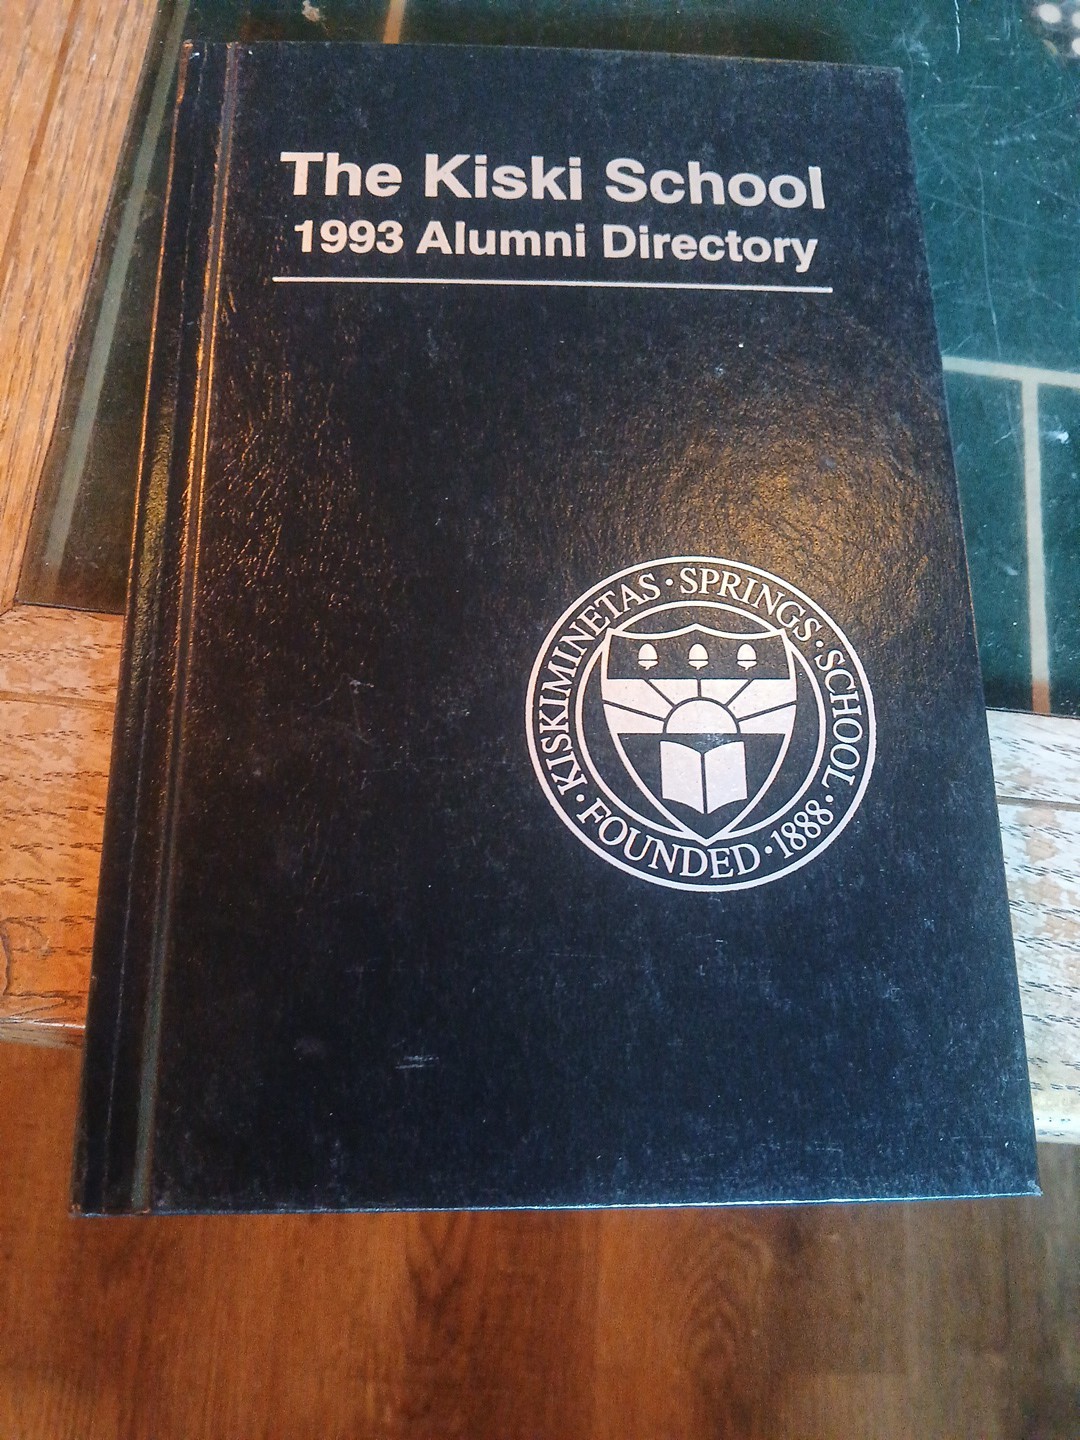 The Kiski School
1993 Alumni Directory
KISKIMINETAS · SPRINGS · SCHOOL ·
FOUNDED · 1888 ·